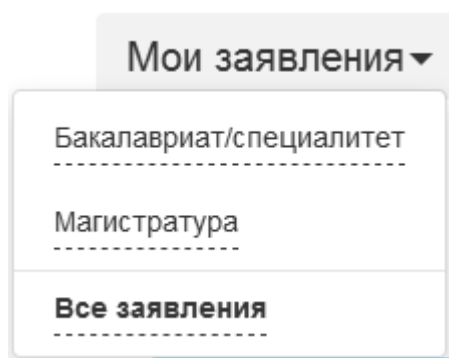 Мои заявления
Бакалавриат/специалитет
Магистратура
Все заявления